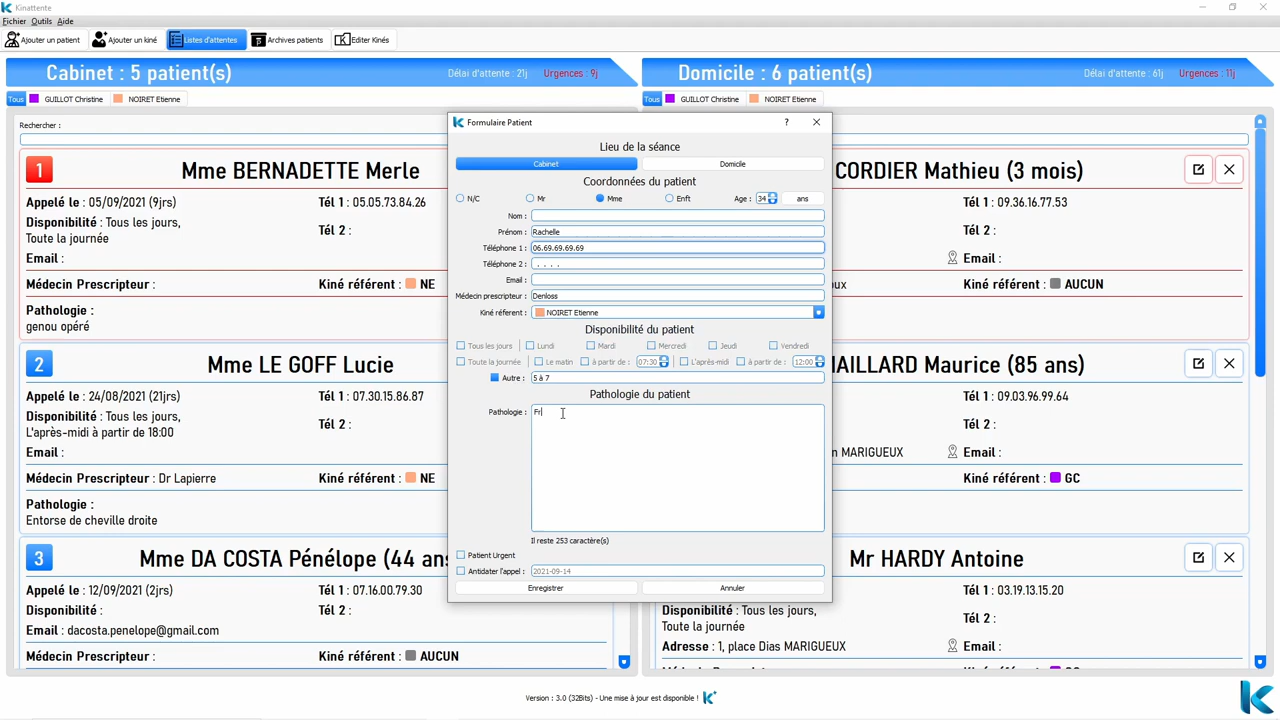 Kinattente
Fichier Outils Aide
Ajouter un patient Ajouter un kiné Listes d'attentes Archives patients Editer Kinés
Cabinet : 5 patient(s) Délai d'attente : 21j Urgences : 9j
Tous GUILLOT Christine NOIRET Etienne
Rechercher :
1 Mme BERNADETTE Merle
Appelé le : 05/09/2021 (9jrs) Tél 1 : 05.05.73.84.26
Disponibilité : Tous les jours,
Toute la journée
Tél 2 :
Email :
Médecin Prescripteur : Kiné référent : NE
Pathologie :
genou opéré
2 Mme LE GOFF Lucie
Appelé le : 24/08/2021 (21jrs) Tél 1 : 07.30.15.86.87
Disponibilité : Tous les jours,
L'après-midi à partir de 18:00
Tél 2 :
Email :
Médecin Prescripteur : Dr Lapierre Kiné référent : NE
Pathologie :
Entorse de cheville droite
3 Mme DA COSTA Pénélope (44 ans
Appelé le : 12/09/2021 (2jrs) Tél 1 : 07.16.00.79.30
Disponibilité : Tél 2 :
Email : dacosta.penelope@gmail.com
Médecin Prescripteur : Kiné référent : AUCUN
Formulaire Patient ?
Lieu de la séance
Cabinet Domicile
Coordonnées du patient
N/C Mr Mme Enft Age : 34 ans
Nom :
Prénom : Rachelle
Téléphone 1 : 06.69.69.69.69
Téléphone 2 : . . . .
Email :
Médecin prescripteur : Denloss
Kiné réferent : NOIRET Etienne
Disponibilité du patient
Tous les jours Lundi Mardi Mercredi Jeudi Vendredi
Toute la journée Le matin à partir de : 07:30 L'après-midi à partir de : 12:00
Autre : 5 à 7
Pathologie du patient
Pathologie : Fr
Il reste 253 caractère(s)
Patient Urgent
Antidater l'appel : 2021-09-14
Enregistrer Annuler
Domicile : 6 patient(s) Délai d'attente : 61j Urgences : 11j
Tous GUILLOT Christine NOIRET Etienne
CORDIER Mathieu (3 mois)
Tél 1 : 09.36.16.77.53
Tél 2 :
Email :
oux Kiné référent : AUCUN
AILLARD Maurice (85 ans)
Tél 1 : 09.03.96.99.64
Tél 2 :
MARIGUEUX Email :
Kiné référent : GC
Mr HARDY Antoine
Tél 1 : 03.19.13.15.20
Disponibilité : Tous les jours,
Toute la journée
Tél 2 :
Adresse : 1, place Dias MARIGUEUX Email :
Version : 3.0 (32Bits) - Une mise à jour est disponible !